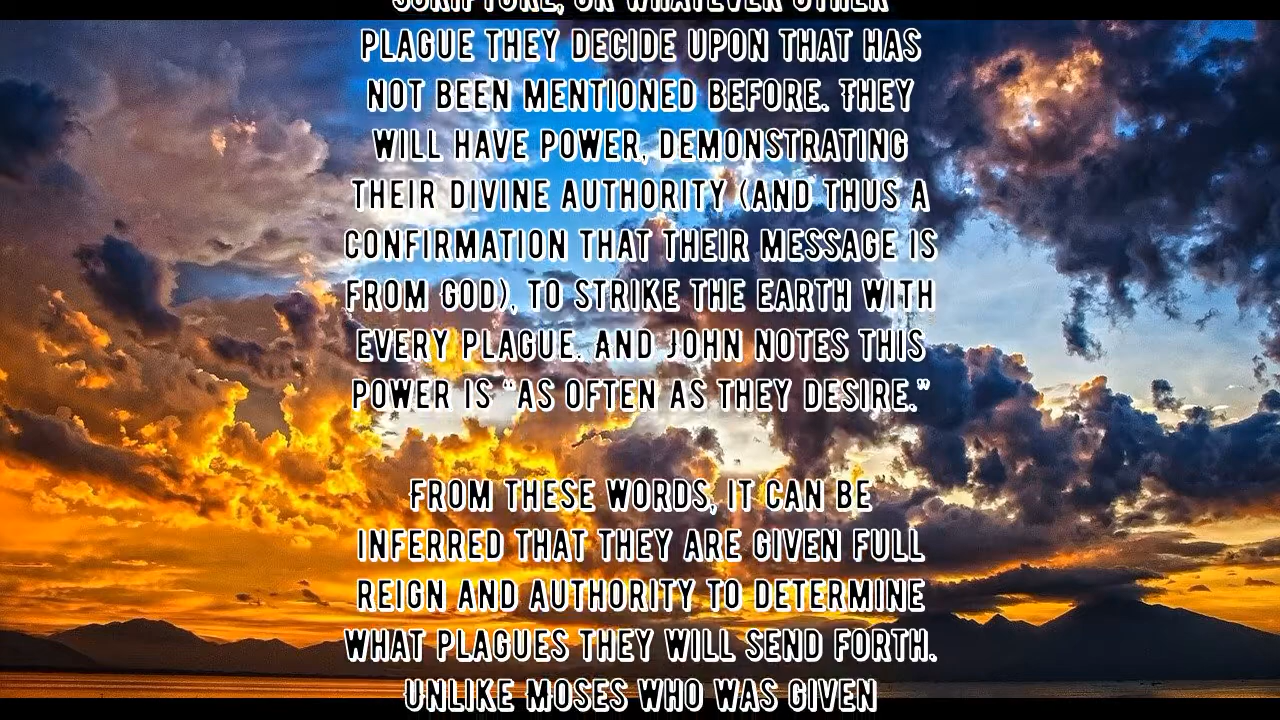 SCRIPTURE, OR WHATEVER OTHER
PLAGUE THEY DECIDE UPON THAT HAS
NOT BEEN MENTIONED BEFORE. THEY
WILL HAVE POWER, DEMONSTRATING
THEIR DIVINE AUTHORITY (AND THUS A
CONFIRMATION THAT THEIR MESSAGE IS
FROM GOD), TO STRIKE THE EARTH WITH
EVERY PLAGUE. AND JOHN NOTES THIS
POWER IS “AS OFTEN AS THEY DESIRE.”
FROM THESE WORDS, IT CAN BE
INFERRED THAT THEY ARE GIVEN FULL
REIGN AND AUTHORITY TO DETERMINE
WHAT PLAGUES THEY WILL SEND FORTH.
UNLIKE MOSES WHO WAS GIVEN